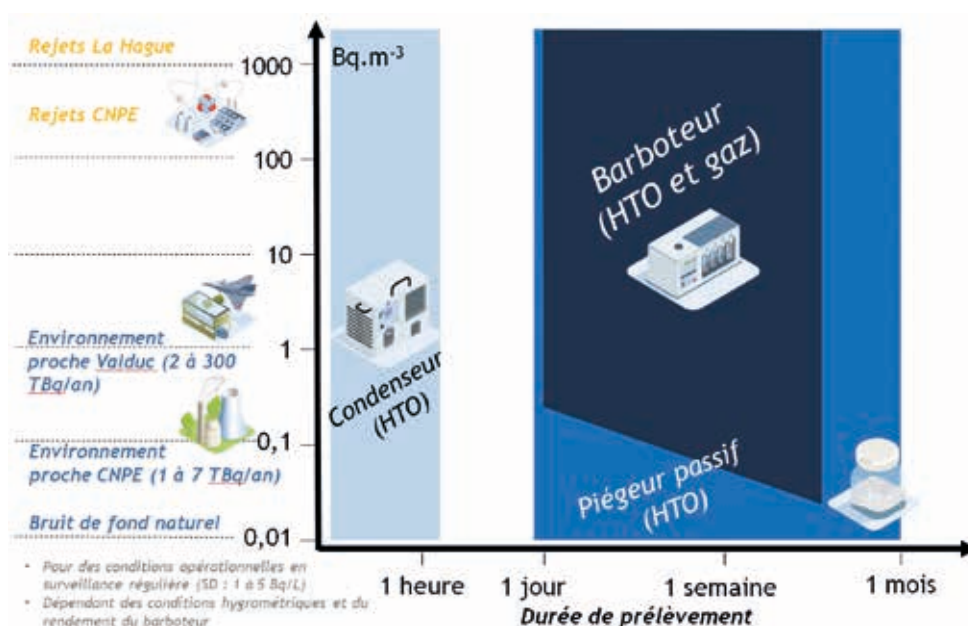 Rejets La Hague
Rejets CNPE
Environnement
proche Valduc (2 à 300
TBq/an)
Environnement
proche CNPE (1 à 7 TBq/an)
Bruit de fond naturel
Bq.m-3
1000
100
10
1
0,1
0,01
Condenseur
(HTO)
Barboteur
(HTO et gaz)
Piégeur passif
(HTO)
1 heure
1 jour
1 semaine
1 mois
Durée de prélèvement
• Pour des conditions opérationnelles en
surveillance régulière (SD : 1 à 5 Bq/L)
• Dépendant des conditions hygrométriques et du
rendement du barboteur